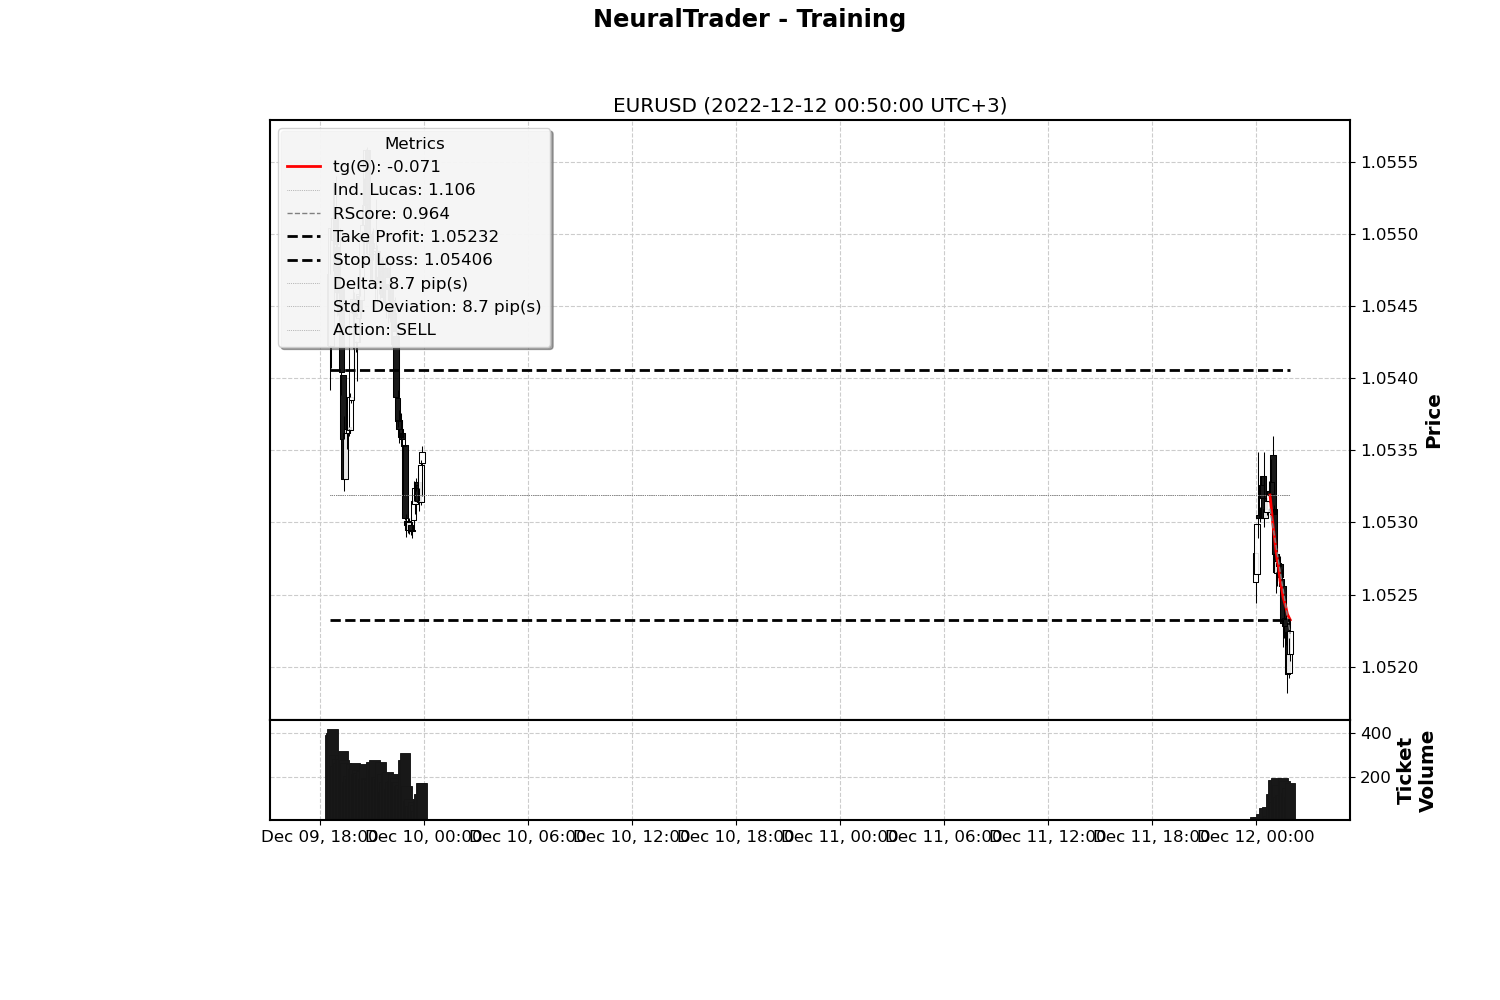 NeuralTrader - Training
EURUSD (2022-12-12 00:50:00 UTC+3)
Metrics
tg(Θ): -0.071
Ind. Lucas: 1.106
RScore: 0.964
Take Profit: 1.05232
Stop Loss: 1.05406
Delta: 8.7 pip(s)
Std. Deviation: 8.7 pip(s)
Action: SELL
1.0555
1.0550
1.0545
1.0540
1.0535
1.0530
1.0525
1.0520
Price
400
200
Ticket
Volume
Dec 09, 18:00 Dec 10, 00:00 Dec 10, 06:00 Dec 10, 12:00 Dec 10, 18:00 Dec 11, 00:00 Dec 11, 06:00 Dec 11, 12:00 Dec 11, 18:00 Dec 12, 00:00